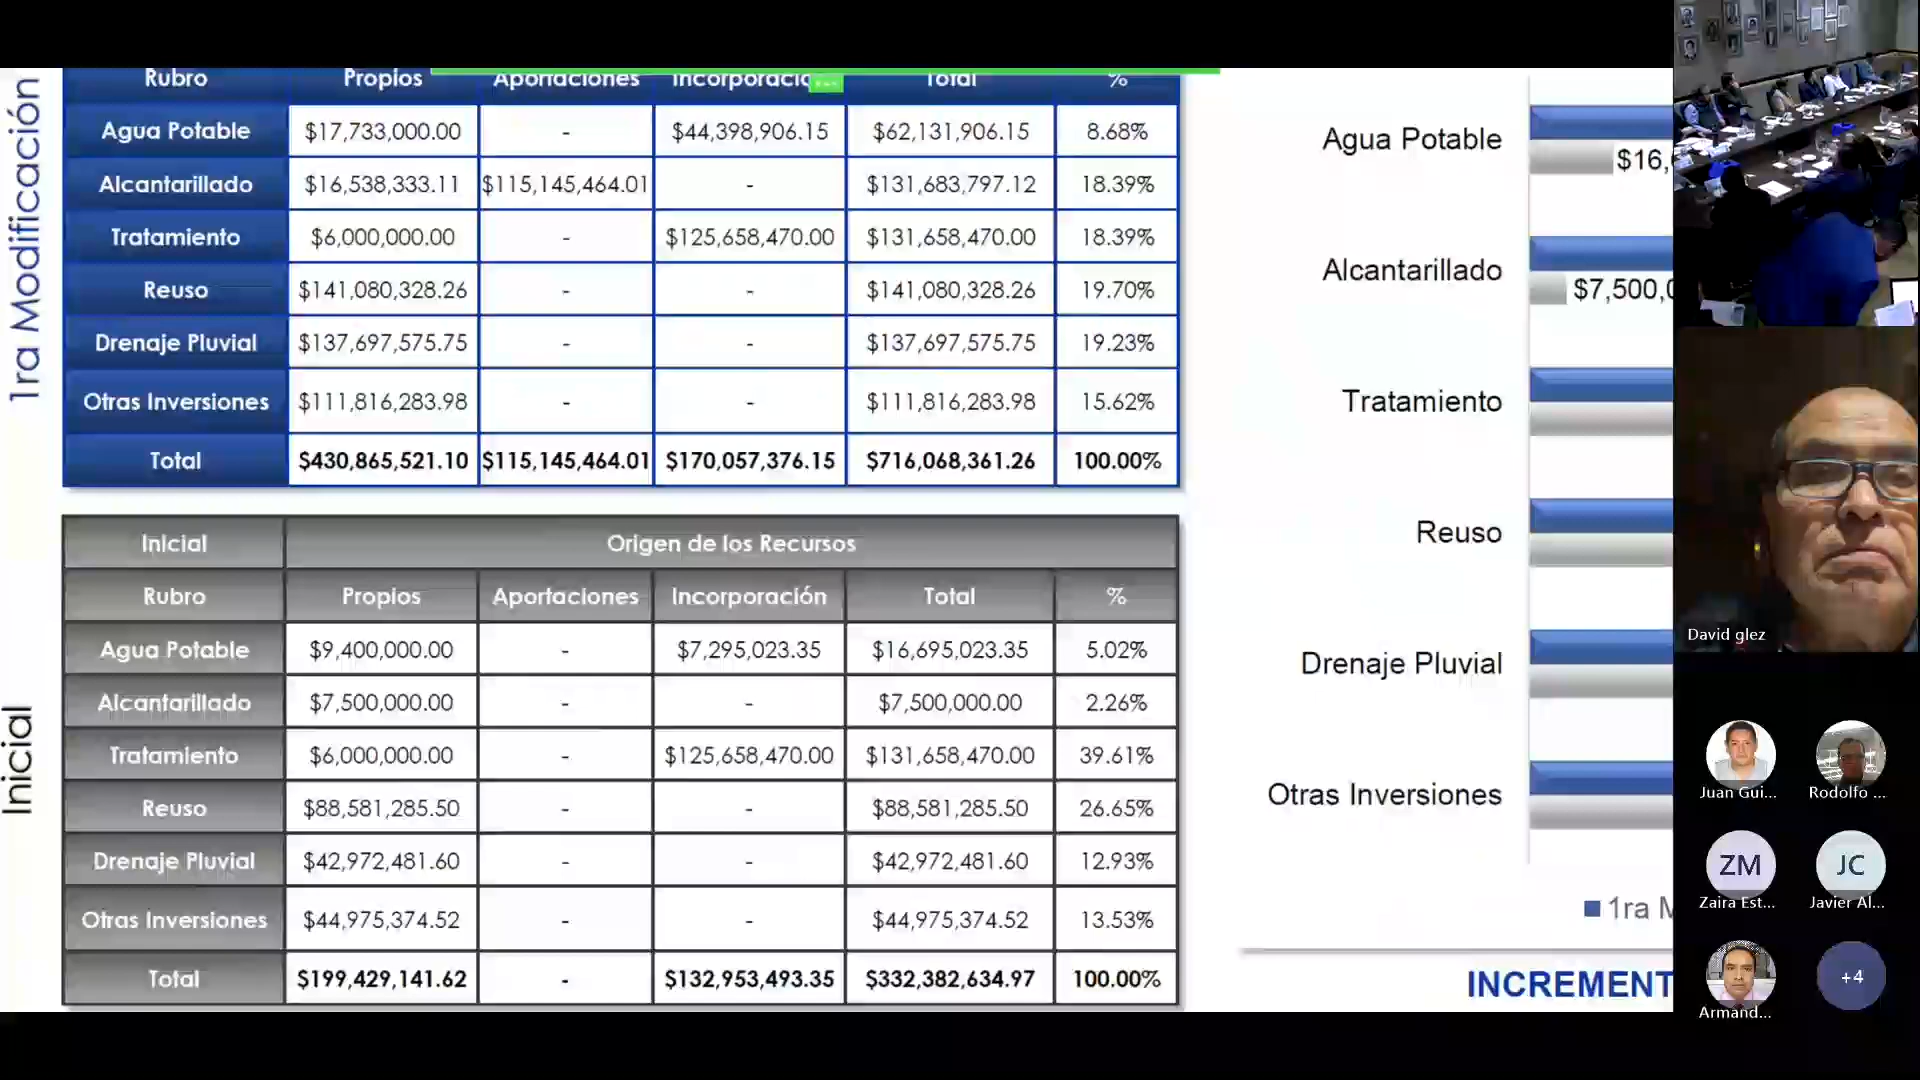 1ra Modificación
Rubro Propios Aportaciones Incorporació... Total %
Agua Potable $17,733,000.00 - $44,398,906.15 $62,131,906.15 8.68%
Alcantarillado $16,538,333.11 $115,145,464.01 - $131,683,797.12 18.39%
Tratamiento $6,000,000.00 - $125,658,470.00 $131,658,470.00 18.39%
Reuso $141,080,328.26 - - $141,080,328.26 19.70%
Drenaje Pluvial $137,697,575.75 - - $137,697,575.75 19.23%
Otras Inversiones $111,816,283.98 - - $111,816,283.98 15.62%
Total $430,865,521.10 $115,145,464.01 $170,057,376.15 $716,068,361.26 100.00%
Inicial
Inicial Origen de los Recursos
Rubro Propios Aportaciones Incorporación Total %
Agua Potable $9,400,000.00 - $7,295,023.35 $16,695,023.35 5.02%
Alcantarillado $7,500,000.00 - - $7,500,000.00 2.26%
Tratamiento $6,000,000.00 - $125,658,470.00 $131,658,470.00 39.61%
Reuso $88,581,285.50 - - $88,581,285.50 26.65%
Drenaje Pluvial $42,972,481.60 - - $42,972,481.60 12.93%
Otras Inversiones $44,975,374.52 - - $44,975,374.52 13.53%
Total $199,429,141.62 - $132,953,493.35 $332,382,634.97 100.00%
Agua Potable
$16,
Alcantarillado
$7,500,
Tratamiento
Reuso
Drenaje Pluvial
Otras Inversiones
1ra M
INCREMENT
David glez
Juan Gui... Rodolfo ...
ZM JC
Zaira Est... Javier Al...
+4
Armand...